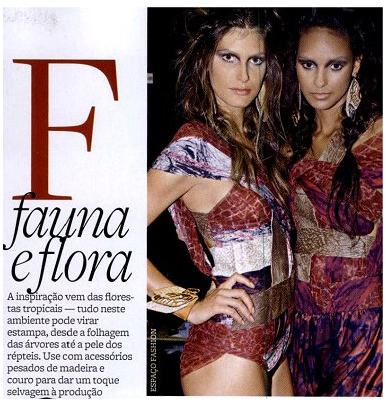 F
fauna
e flora
A inspiração vem das flores-
tas tropicais — tudo neste
ambiente pode virar
estampa, desde a folhagem
das árvores até a pele dos
répteis. Use com acessórios
pesados de madeira e
couro para dar um toque
selvagem à produção
ESPAÇO FASHION